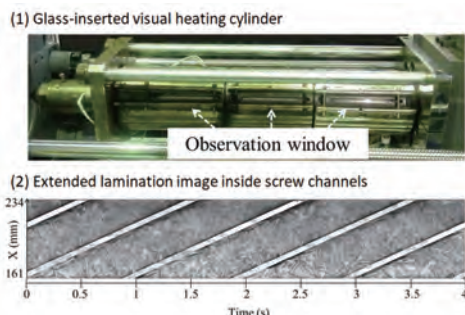 (1) Glass-inserted visual heating cylinder
Observation window
(2) Extended lamination image inside screw channels
234
X (mm)
161
0 0.5 1 1.5 2 2.5 3 3.5 4
Time (s)